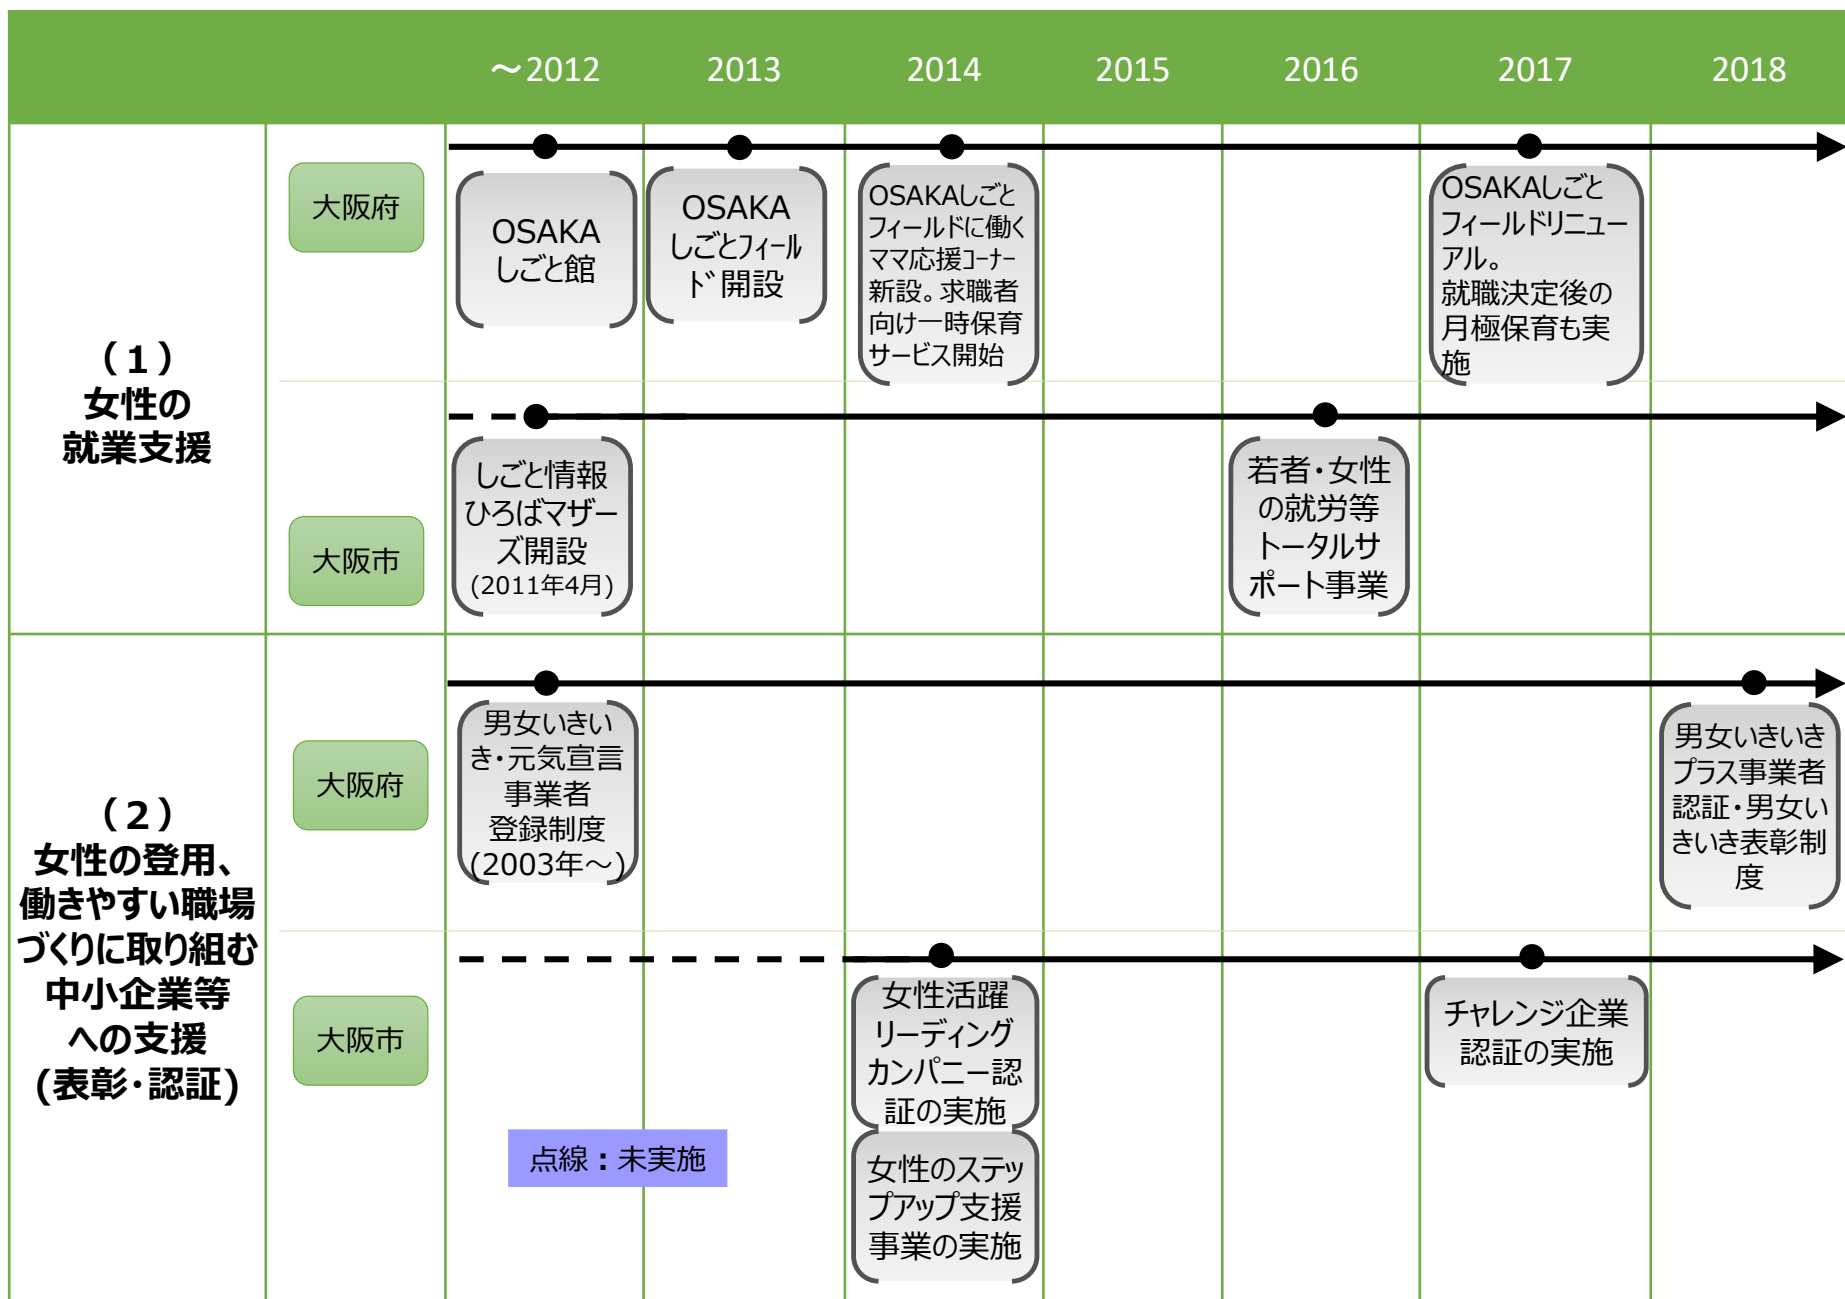 ～2012
2013
2014
2015
2016
2017
2018
（１）
女性の
就業支援
大阪府
OSAKA
しごと館
OSAKA
しごとフィール
ド開設
OSAKAしごと
フィールドに働く
ママ応援コーナー
新設。求職者
向け一時保育
サービス開始
OSAKAしごと
フィールドリニュー
アル。
就職決定後の
月極保育も実
施
大阪市
しごと情報
ひろばマザー
ズ開設
(2011年4月)
若者・女性
の就労等
トータルサ
ポート事業
（２）
女性の登用、
働きやすい職場
づくりに取り組む
中小企業等
への支援
(表彰・認証)
大阪府
男女いきい
き・元気宣言
事業者
登録制度
(2003年～)
男女いきいき
プラス事業者
認証・男女い
きいき表彰制
度
大阪市
女性活躍
リーディング
カンパニー認
証の実施
女性のステッ
プアップ支援
事業の実施
チャレンジ企業
認証の実施
点線：未実施